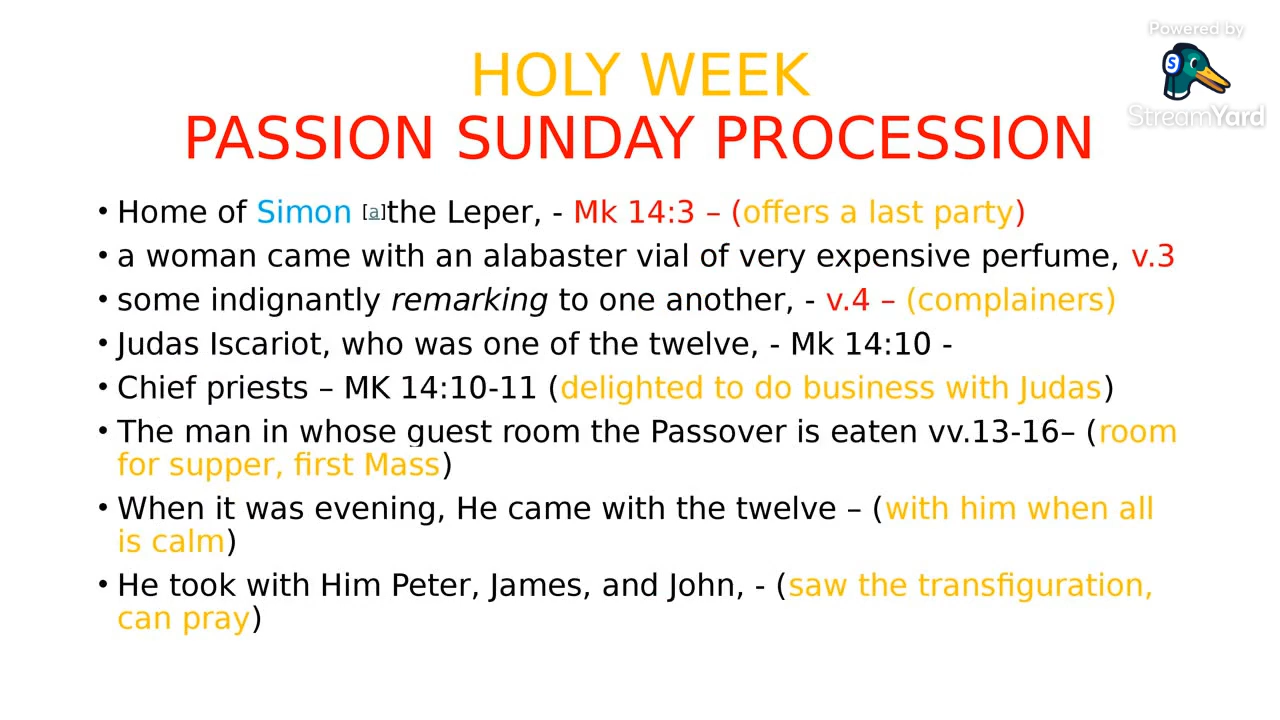 Powered by
StreamYard
HOLY WEEK
PASSION SUNDAY PROCESSION
• Home of Simon [a]the Leper, - Mk 14:3 – (offers a last party)
• a woman came with an alabaster vial of very expensive perfume, v.3
• some indignantly remarking to one another, - v.4 – (complainers)
• Judas Iscariot, who was one of the twelve, - Mk 14:10 -
• Chief priests – MK 14:10-11 (delighted to do business with Judas)
• The man in whose guest room the Passover is eaten vv.13-16– (room
for supper, first Mass)
• When it was evening, He came with the twelve – (with him when all
is calm)
• He took with Him Peter, James, and John, - (saw the transfiguration,
can pray)